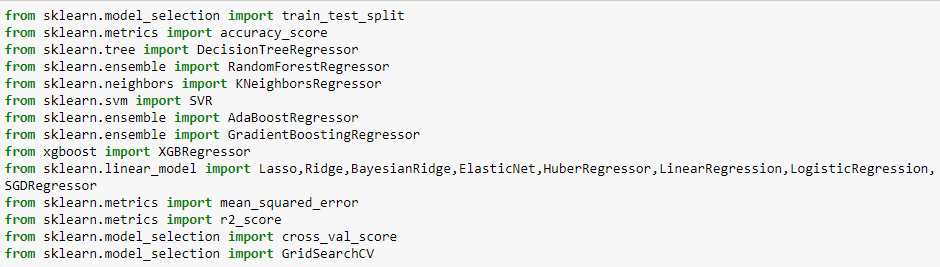 from sklearn.model_selection import train_test_split
from sklearn.metrics import accuracy_score
from sklearn.tree import DecisionTreeRegressor
from sklearn.ensemble import RandomForestRegressor
from sklearn.neighbors import KNeighborsRegressor
from sklearn.svm import SVR
from sklearn.ensemble import AdaBoostRegressor
from sklearn.ensemble import GradientBoostingRegressor
from xgboost import XGBRegressor
from sklearn.linear_model import Lasso,Ridge,BayesianRidge,ElasticNet,HuberRegressor,LinearRegression,LogisticRegression,
SGDRegressor
from sklearn.metrics import mean_squared_error
from sklearn.metrics import r2_score
from sklearn.model_selection import cross_val_score
from sklearn.model_selection import GridSearchCV